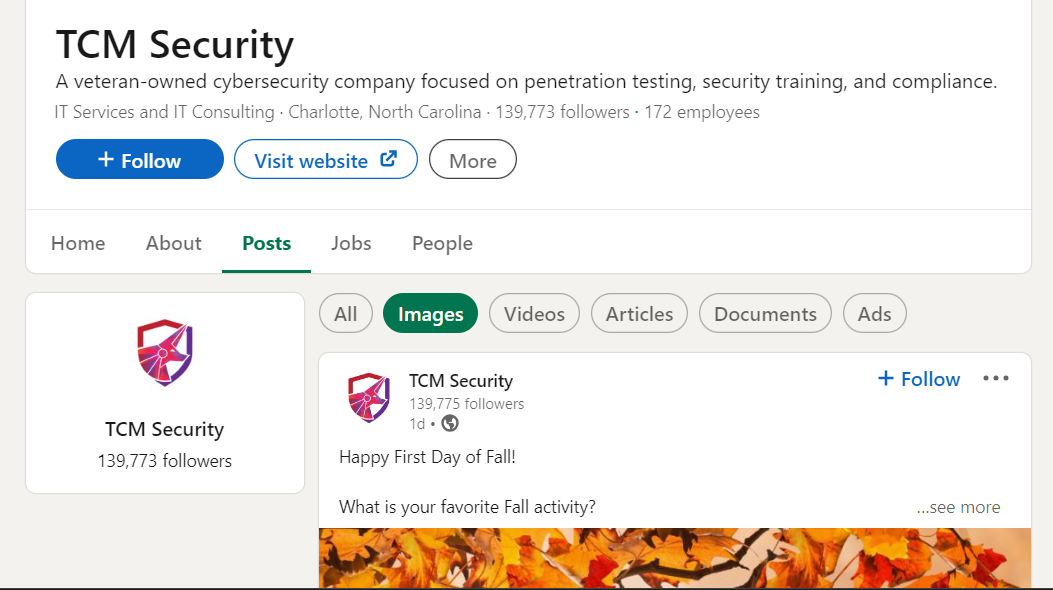 TCM Security
A veteran-owned cybersecurity company focused on penetration testing, security training, and compliance.
IT Services and IT Consulting · Charlotte, North Carolina · 139,773 followers · 172 employees
+ Follow
Visit website
More
Home
About
Posts
Jobs
People
TCM Security
139,773 followers
All
Images
Videos
Articles
Documents
Ads
TCM Security
139,775 followers
1d •
+ Follow
Happy First Day of Fall!
What is your favorite Fall activity?
...see more